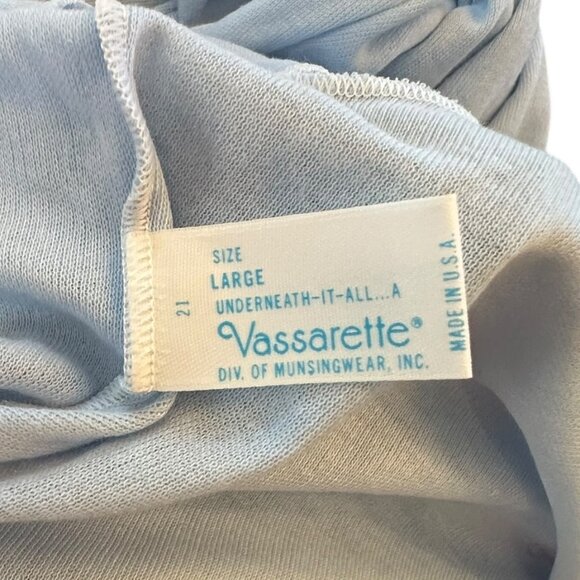 SIZE
LARGE
UNDERNEATH-IT-ALL...A
Vassarette®
DIV. OF MUNSINGWEAR, INC.
MADE IN U.S.A.
21